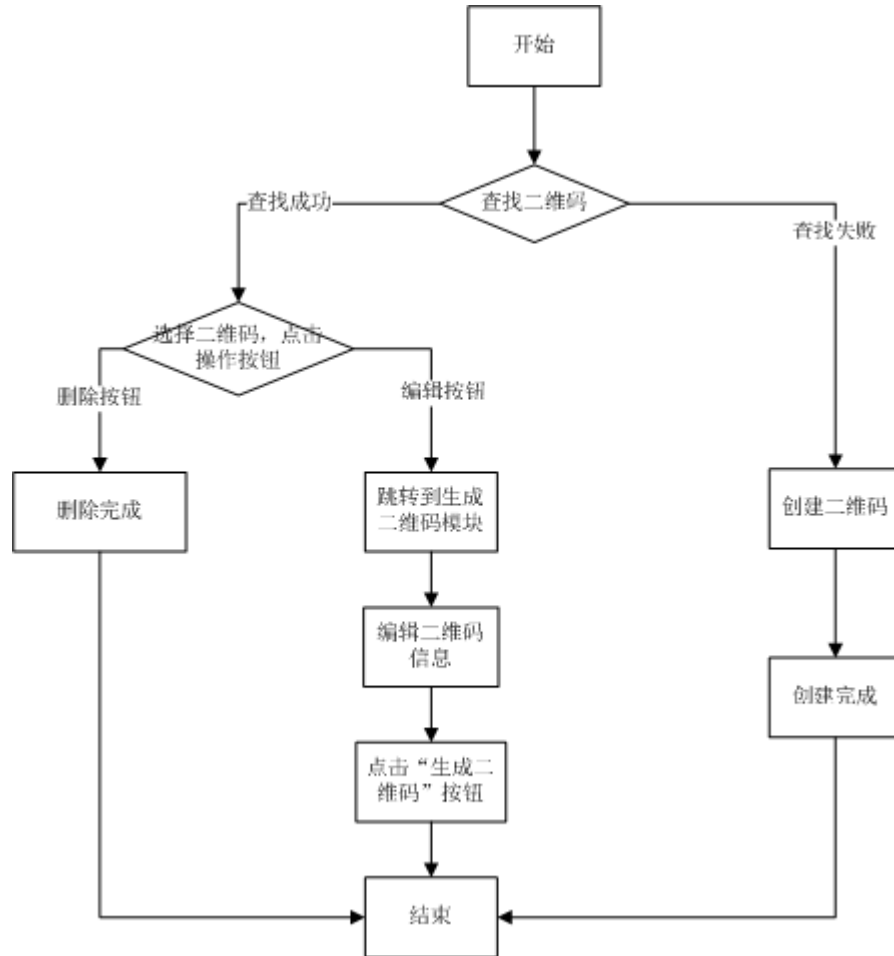 开始
查找二维码
查找成功
查找失败
选择二维码，点击
操作按钮
删除按钮
编辑按钮
删除完成
跳转到生成
二维码模块
创建二维码
编辑二维码
信息
创建完成
点击“生成二
维码”按钮
结束